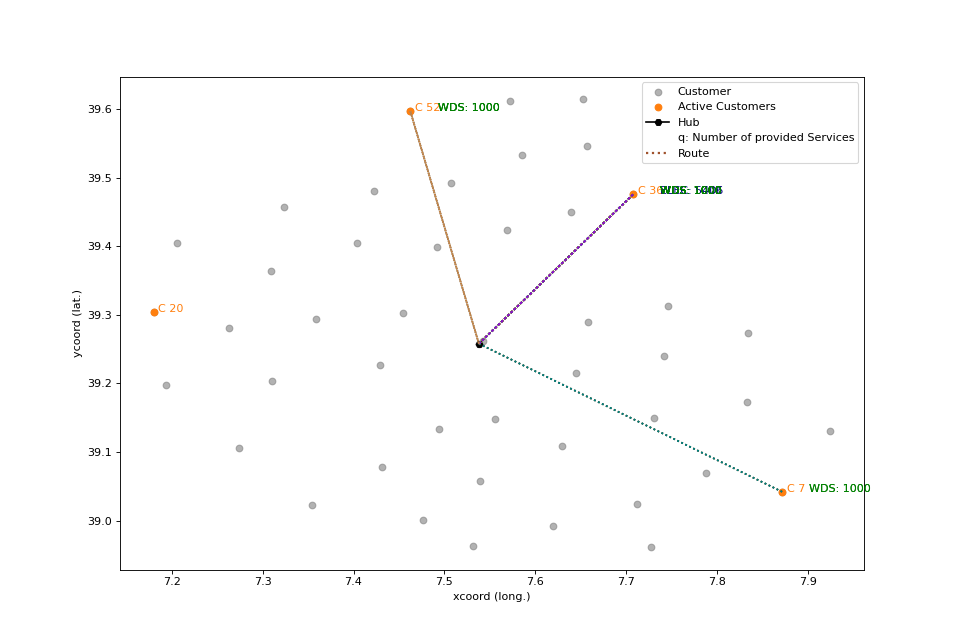 Customer
Active Customers
Hub
q: Number of provided Services
Route
39.6
39.5
39.4
39.3
39.2
39.1
39.0
ycoord (lat.)
C 52
WDS: 1000
C 36
C 20
C 7
WDS: 1000
7.2
7.3
7.4
7.5
7.6
7.7
7.8
7.9
xcoord (long.)